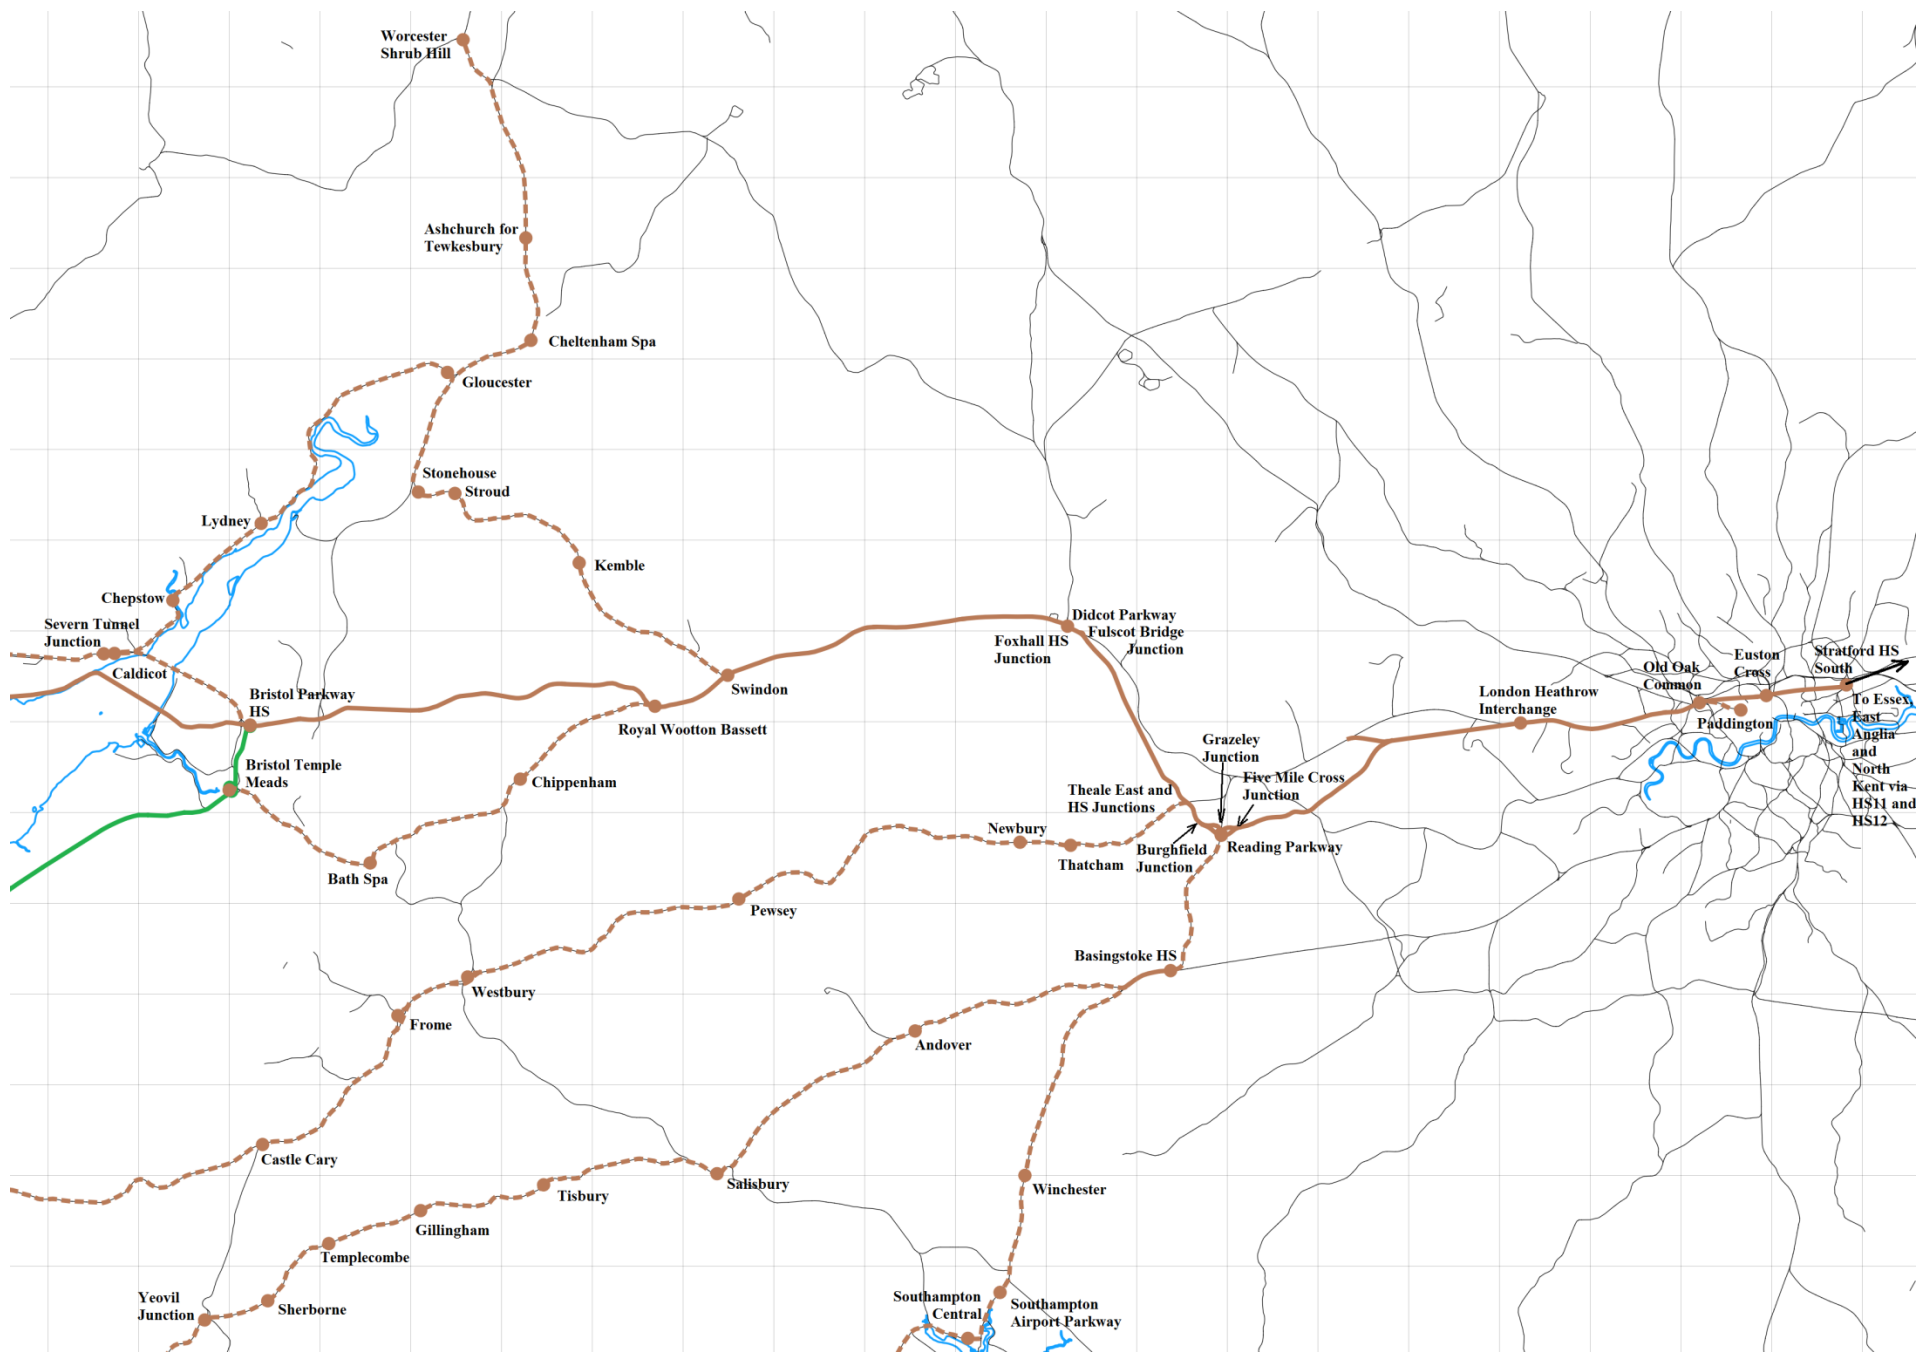 Worcester
Shrub Hill
Ashchurch for
Tewkesbury
Cheltenham Spa
Gloucester
Stonehouse
Stroud
Lydney
Kemble
Chepstow
Severn Tunnel
Junction
Caldicot
Bristol Parkway
HS
Swindon
Royal Wootton Bassett
Didcot Parkway
Fulscot Bridge
Junction
Foxhall HS
Junction
Old Oak
Common
Euston
Cross
Stratford HS
South
London Heathrow
Interchange
Paddington
To Essex,
East
Anglia
and
North
Kent via
HS11 and
HS12
Bristol Temple
Meads
Chippenham
Grazeley
Junction
Five Mile Cross
Junction
Theale East and
HS Junctions
Newbury
Thatcham
Burghfield
Junction
Reading Parkway
Bath Spa
Pewsey
Basingstoke HS
Westbury
Frome
Andover
Castle Cary
Salisbury
Tisbury
Winchester
Gillingham
Templecombe
Yeovil
Junction
Sherborne
Southampton
Central
Southampton
Airport Parkway